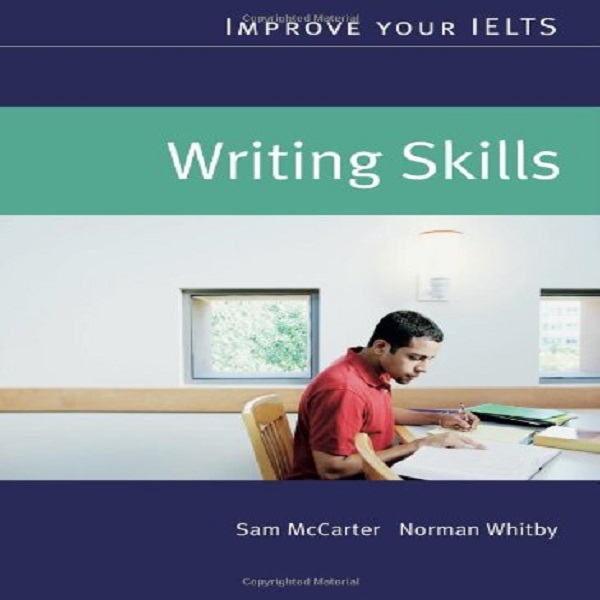 Copyrighted Material
IMPROVE YOUR IELTS
Writing Skills
Sam McCarter Norman Whitby
Copyrighted Material